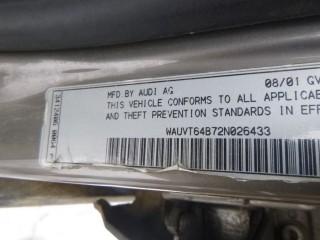 MFD BY AUDI AG 08/01 GV
THIS VEHICLE CONFORMS TO ALL APPLICAB
AND THEFT PREVENTION STANDARDS IN EFF
WAUVT64B72N026433